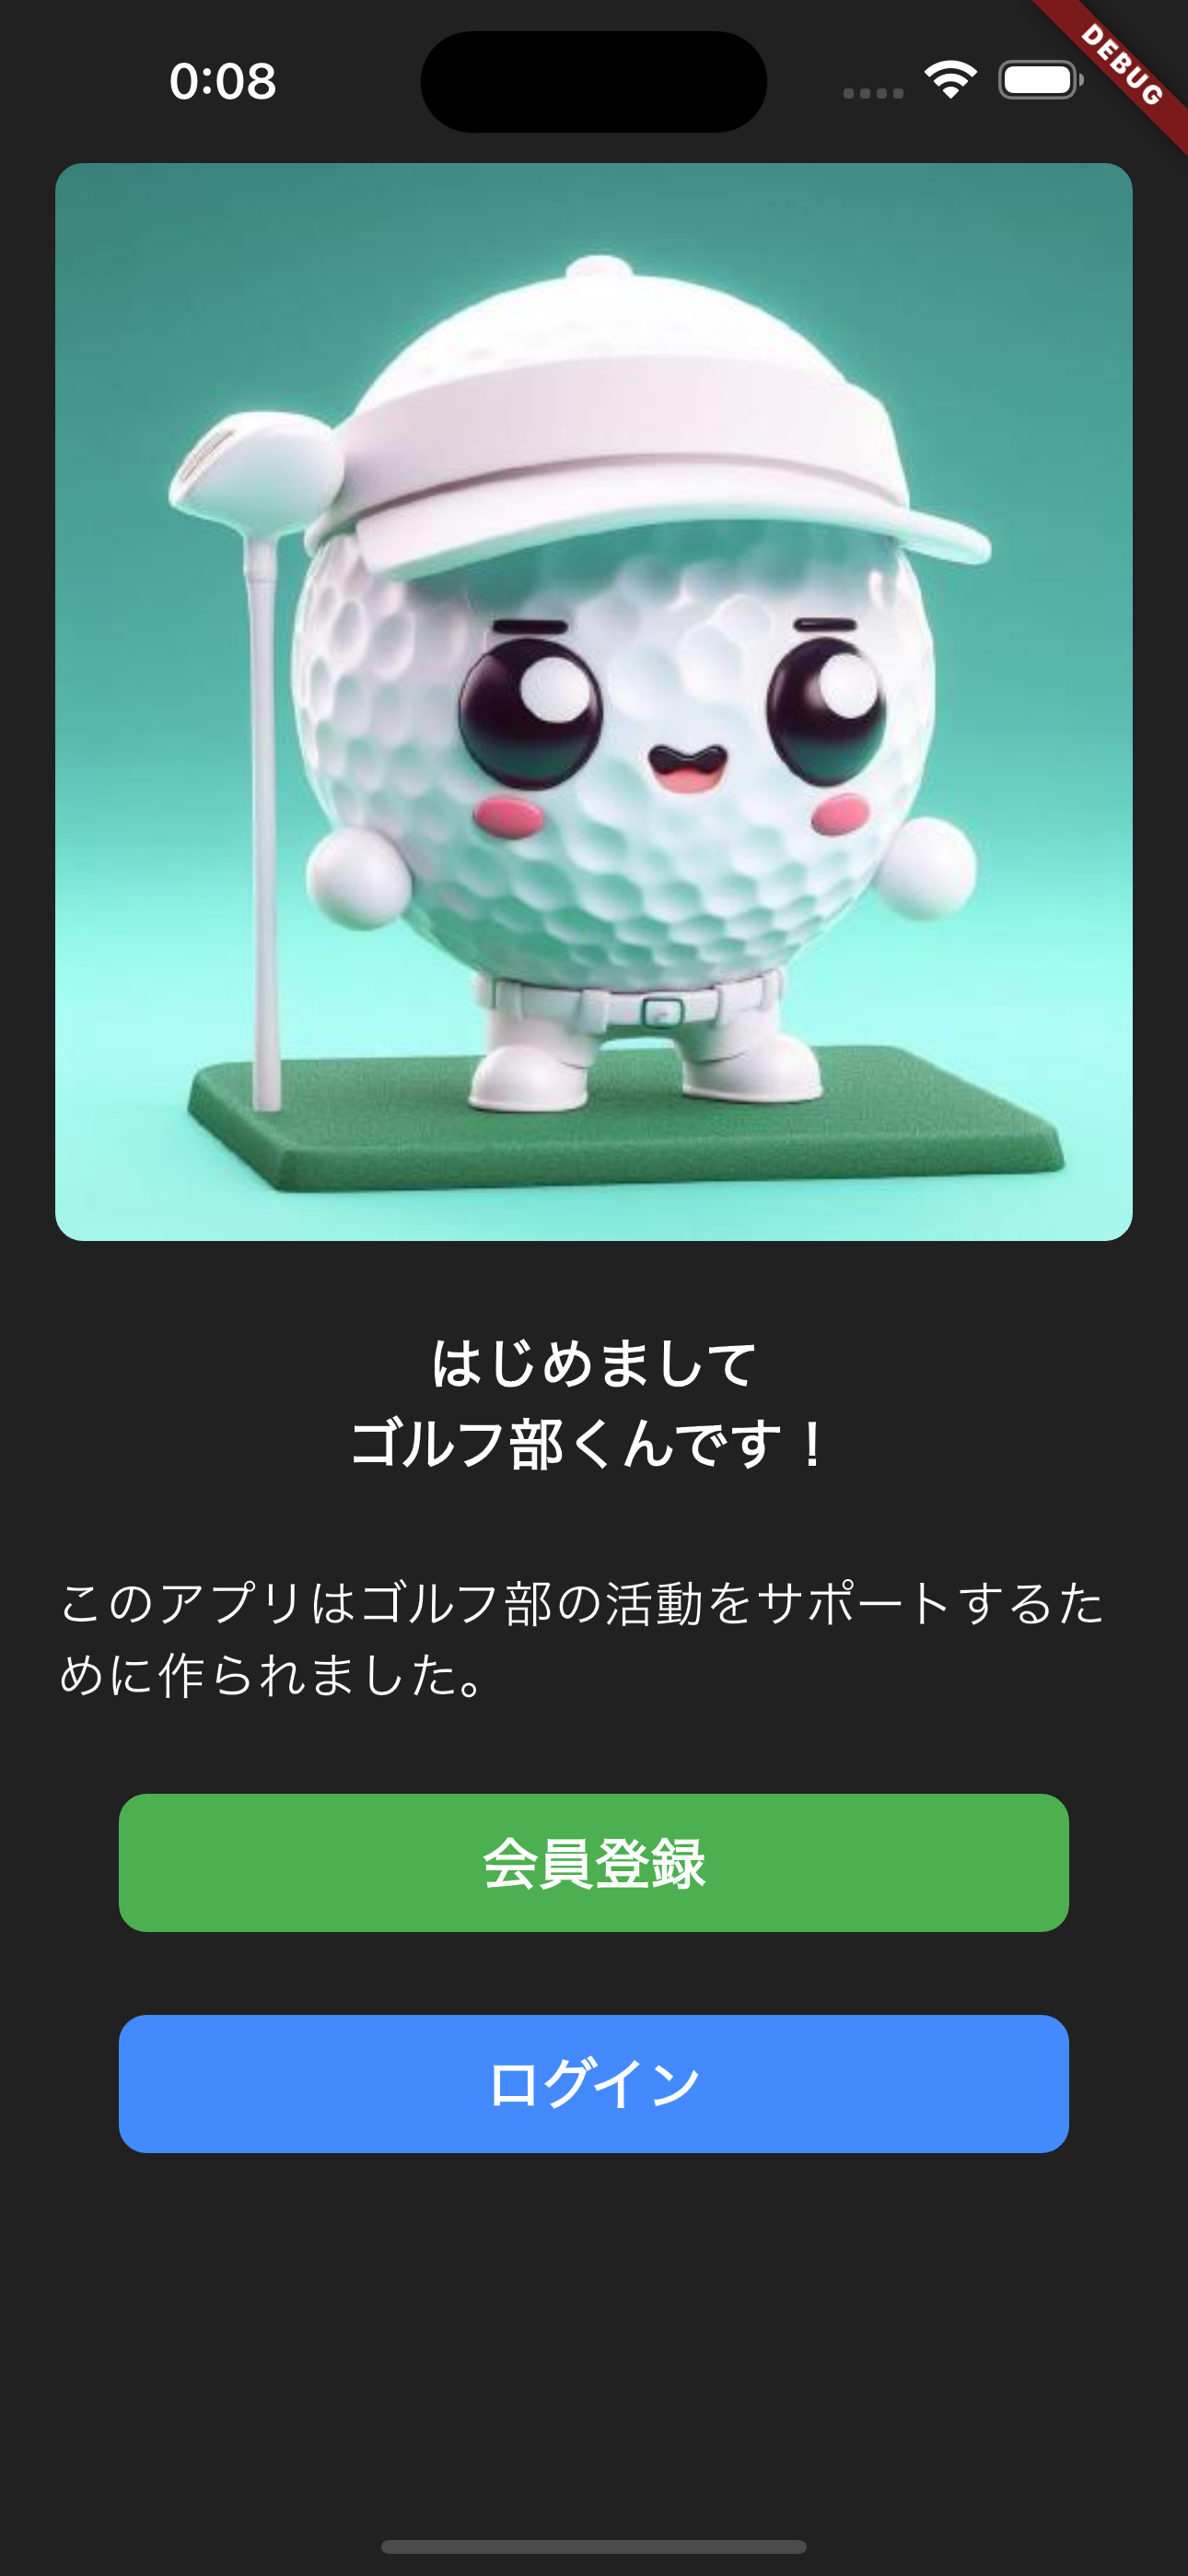 0:08
DEBUG
はじめまして
ゴルフ部くんです！
このアプリはゴルフ部の活動をサポートするた
めに作られました。
会員登録
ログイン